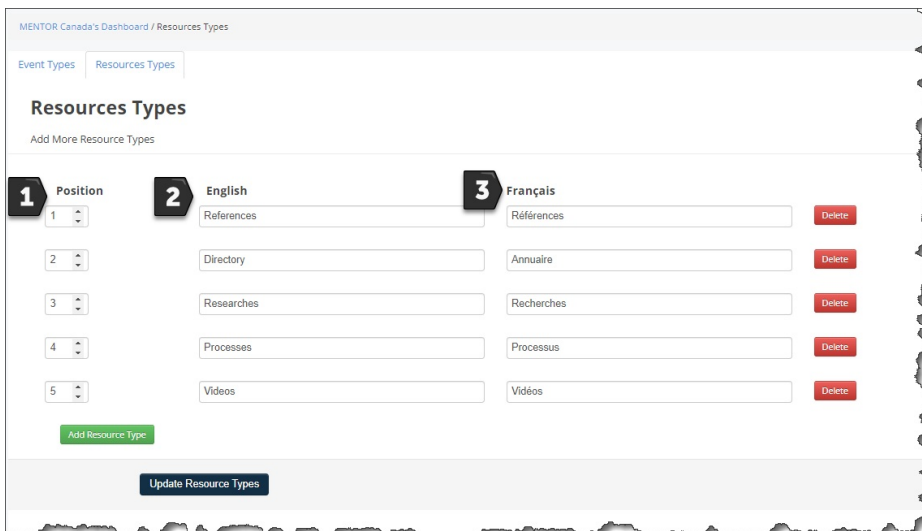 MENTOR Canada's Dashboard / Resources Types
Event Types Resources Types
Resources Types
Add More Resource Types
1 Position 2 English 3 Français
1 References Références Delete
2 Directory Annuaire Delete
3 Researches Recherches Delete
4 Processes Processus Delete
5 Videos Vidéos Delete
Add Resource Type
Update Resource Types